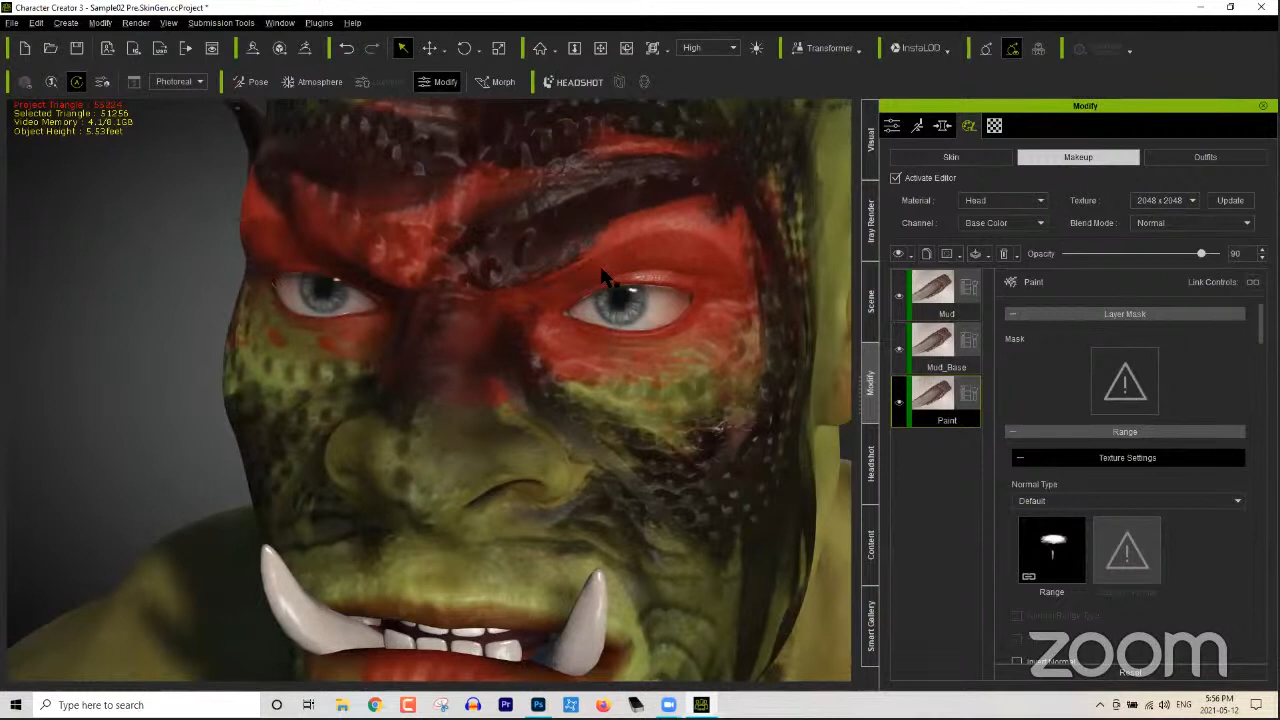 Character Creator 3 - Sample02 Pre.SkinGen.ccProject *
File Edit Create Modify Render Submission Tools Window Plugins Help
High Transformer InstaLOD
Photoreal Pose Atmosphere Modify Morph HEADSHOT
Project Triangle : 55224
Selected Triangle : 51256
Video Memory : 4.1/8.1GB
Object Height : 5.53feet
Visual
Iray Render
Scene
Modify
Headshot
Content
Smart Gallery
Modify
Skin Makeup Outfits
Activate Editor
Material : Head Texture : 2048 x 2048 Update
Channel : Base Color Blend Mode : Normal
Opacity 90
Mud
Mud_Base
Paint
Paint Link Controls
Layer Mask
Mask
Range
Texture Settings
Normal Type
Default
Range
Invert Normal
Reset
zoom
Type here to search
Pr
Ps
ENG
5:56 PM
2021-05-12